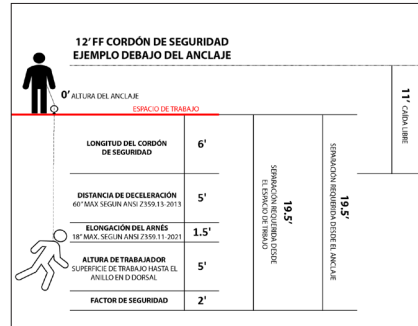 12' FF CORDÓN DE SEGURIDAD
EJEMPLO DEBAJO DEL ANCLAJE
0' ALTURA DEL ANCLAJE
ESPACIO DE TRABAJO
11' CAÍDA LIBRE
LONGITUD DEL CORDÓN
DE SEGURIDAD
6'
DISTANCIA DE DECELERACIÓN
60" MAX. SEGUN ANSI Z359.13-2013
5'
ELONGACIÓN DEL ARNÉS
18" MAX. SEGUN ANSI Z359.11-2021
1.5'
ALTURA DE TRABAJADOR
SUPERFICIE DE TRABAJO HASTA EL
ANILLO EN D DORSAL
5'
FACTOR DE SEGURIDAD
2'
SEPARACIÓN REQUERIDA DESDE
EL ESPACIO DE TRBAJO
19.5'
SEPARACIÓN REQUERIDA DESDE EL ANCLAJE
19.5'